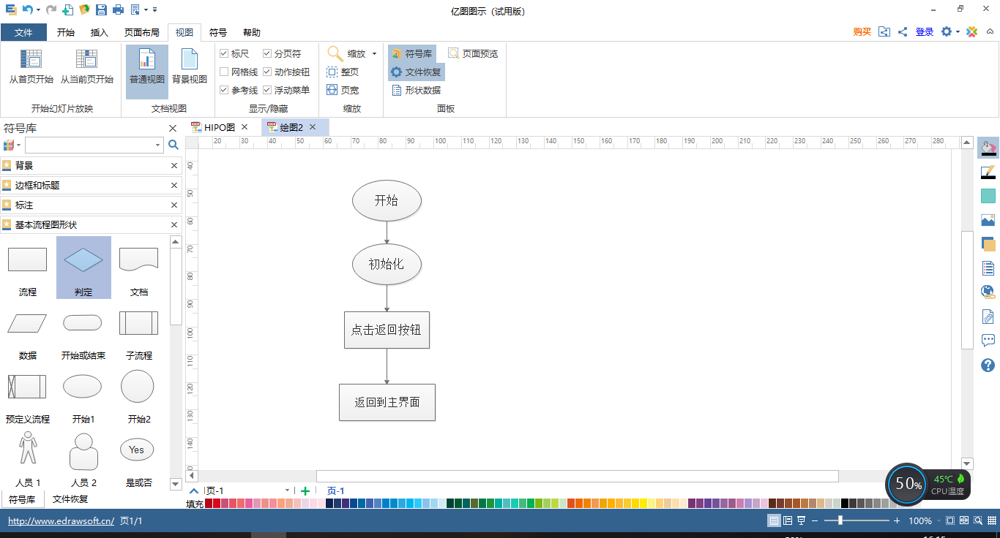 亿图图示 (试用版)
文件 开始 插入 页面布局 视图 符号 帮助
购买 登录
从首页开始 从当前页开始
开始幻灯片放映
普通视图 背景视图
文档视图
标尺 分页符
网格线 动作按钮
参考线 浮动菜单
显示/隐藏
缩放
整页
页宽
缩放
符号库 页面预览
文件恢复
形状数据
面板
符号库
背景
边框和标题
标注
基本流程图形状
流程 判定 文档
数据 开始或结束 子流程
预定义流程 开始1 开始2
Yes
人员 1 人员 2 是或否
符号库 文件恢复
HIPO图 绘图2
20 30 40 50 60 70 80 90 100 110 120 130 140 150 160 170 180 190 200 210 220 230 240 250 260 270 280
40
50
60
70
80
90
100
110
120
130
140
开始
初始化
点击返回按钮
返回到主界面
页-1 页-1
填充
50%
45℃
CPU温度
http://www.edrawsoft.cn/ 页1/1
100%